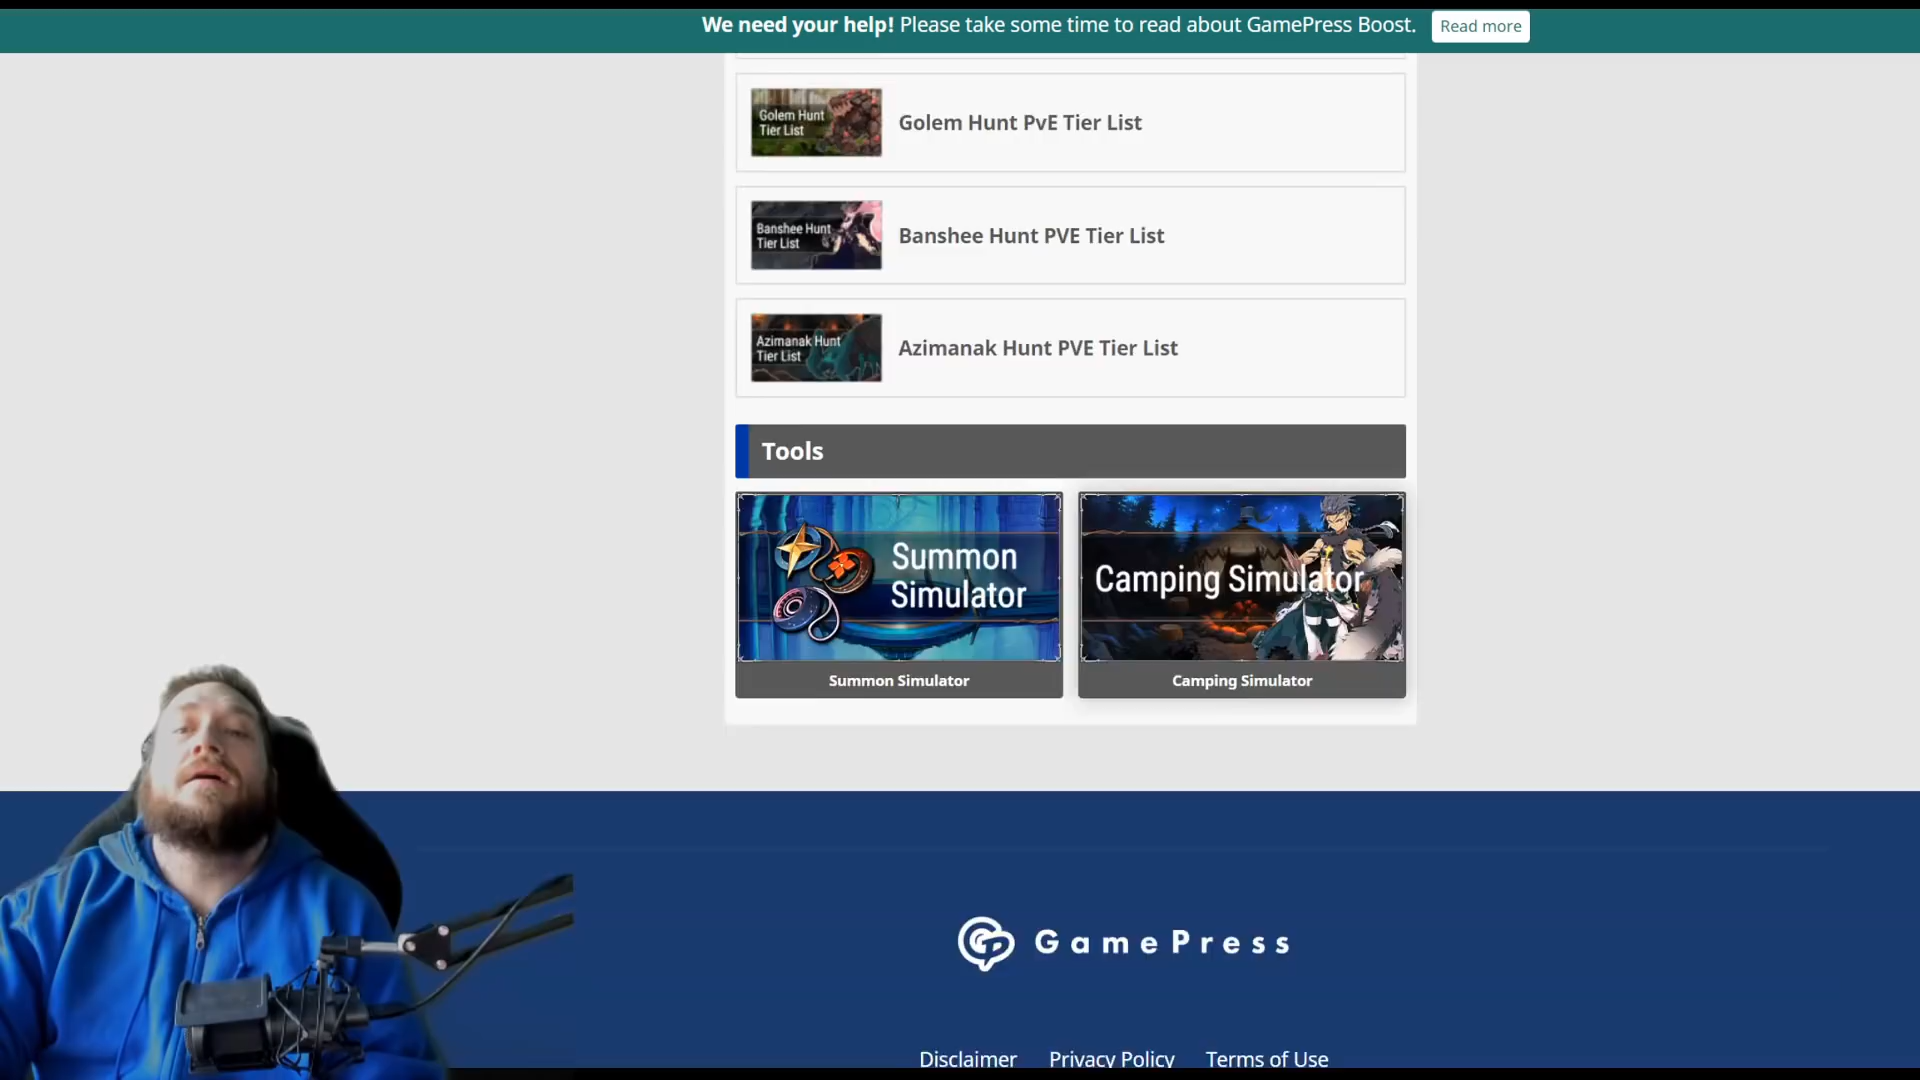 We need your help! Please take some time to read about GamePress Boost. Read more
Golem Hunt
Tier List
Golem Hunt PvE Tier List
Banshee Hunt
Tier List
Banshee Hunt PVE Tier List
Azimanak Hunt
Tier List
Azimanak Hunt PVE Tier List
Tools
Summon
Simulator
Camping Simulator
Summon Simulator
Camping Simulator
GamePress
Disclaimer Privacy Policy Terms of Use